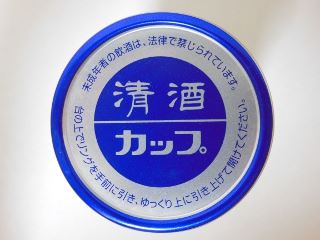 未成年者の飲酒は、法律で禁じられています。
清酒
カップ。
台の上でリングを手前に引き、ゆっくり上に引き上げて開けてください。